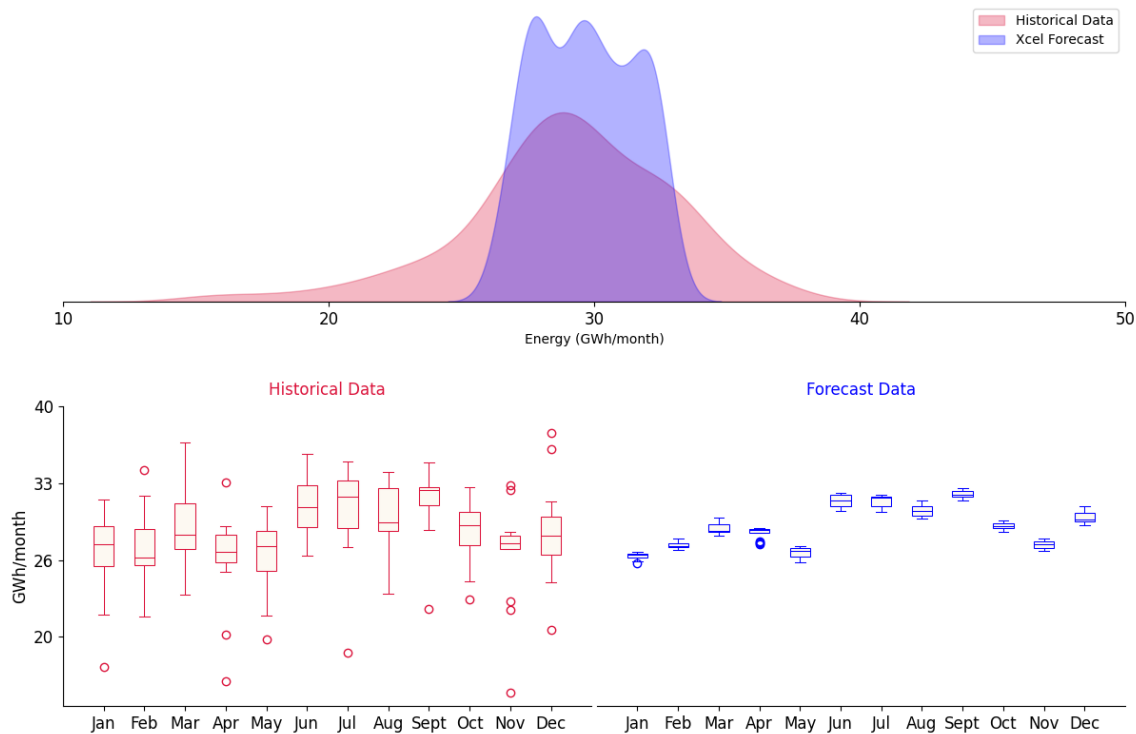 Historical Data
Xcel Forecast
10 20 30 40 50
Energy (GWh/month)
Historical Data Forecast Data
40
33
26
20
GWh/month
Jan Feb Mar Apr May Jun Jul Aug Sept Oct Nov Dec Jan Feb Mar Apr May Jun Jul Aug Sept Oct Nov Dec